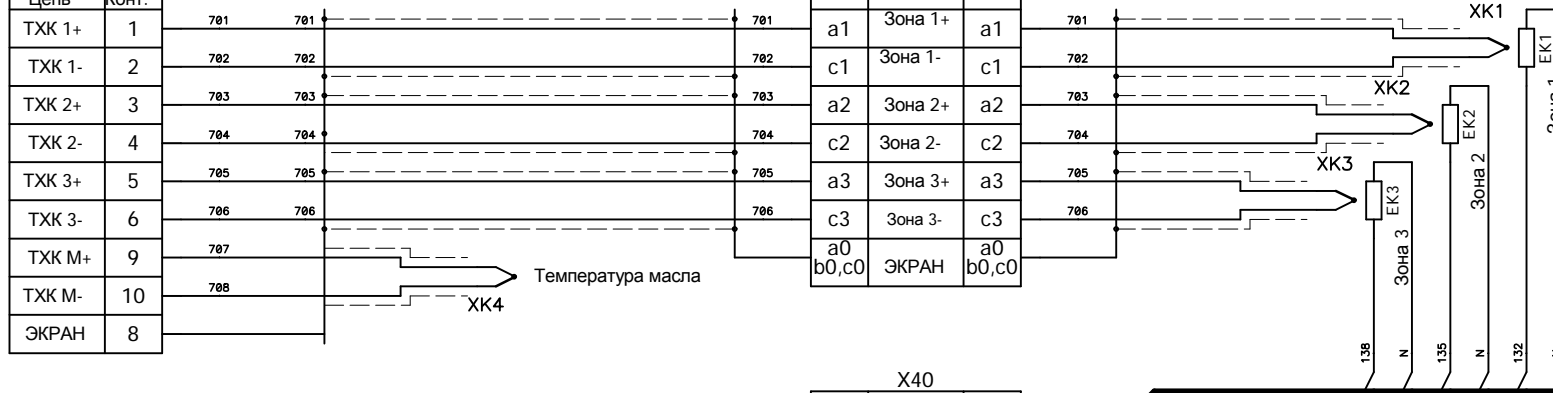 Цепь Конт.
ТХК 1+ 1 701 701 701 a1 Зона 1+ a1 701 XK1
ТХК 1- 2 702 702 702 c1 Зона 1- c1 702 EK1
XK2
ТХК 2+ 3 703 703 703 a2 Зона 2+ a2 703
ТХК 2- 4 704 704 704 c2 Зона 2- c2 704 EK2
XK3
ТХК 3+ 5 705 705 705 a3 Зона 3+ a3 705 Зона 2
ТХК 3- 6 706 706 706 c3 Зона 3- c3 706 EK3
ТХК М+ 9 707 a0 b0,c0 ЭКРАН a0 b0,c0 Зона 3
Температура масла
ТХК М- 10 708 XK4
ЭКРАН 8
138 N 135 N 132
X40